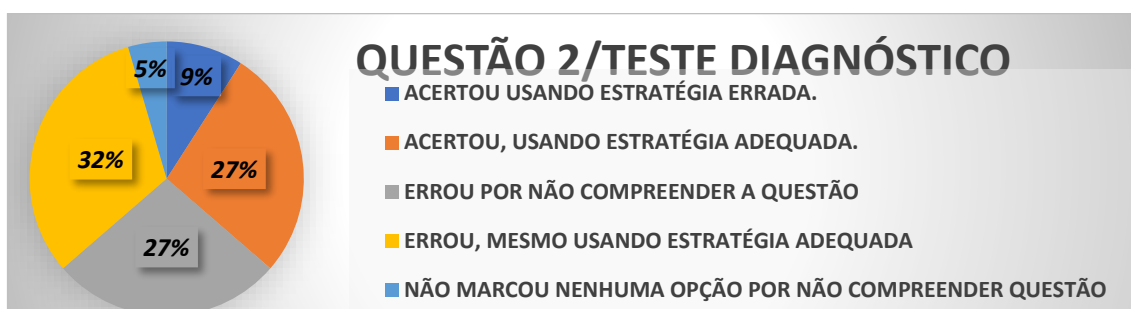 QUESTÃO 2/TESTE DIAGNÓSTICO
5%
9%
ACERTOU USANDO ESTRATÉGIA ERRADA.
ACERTOU, USANDO ESTRATÉGIA ADEQUADA.
32%
27%
ERROU POR NÃO COMPREENDER A QUESTÃO
27%
ERROU, MESMO USANDO ESTRATÉGIA ADEQUADA
NÃO MARCOU NENHUMA OPÇÃO POR NÃO COMPREENDER QUESTÃO